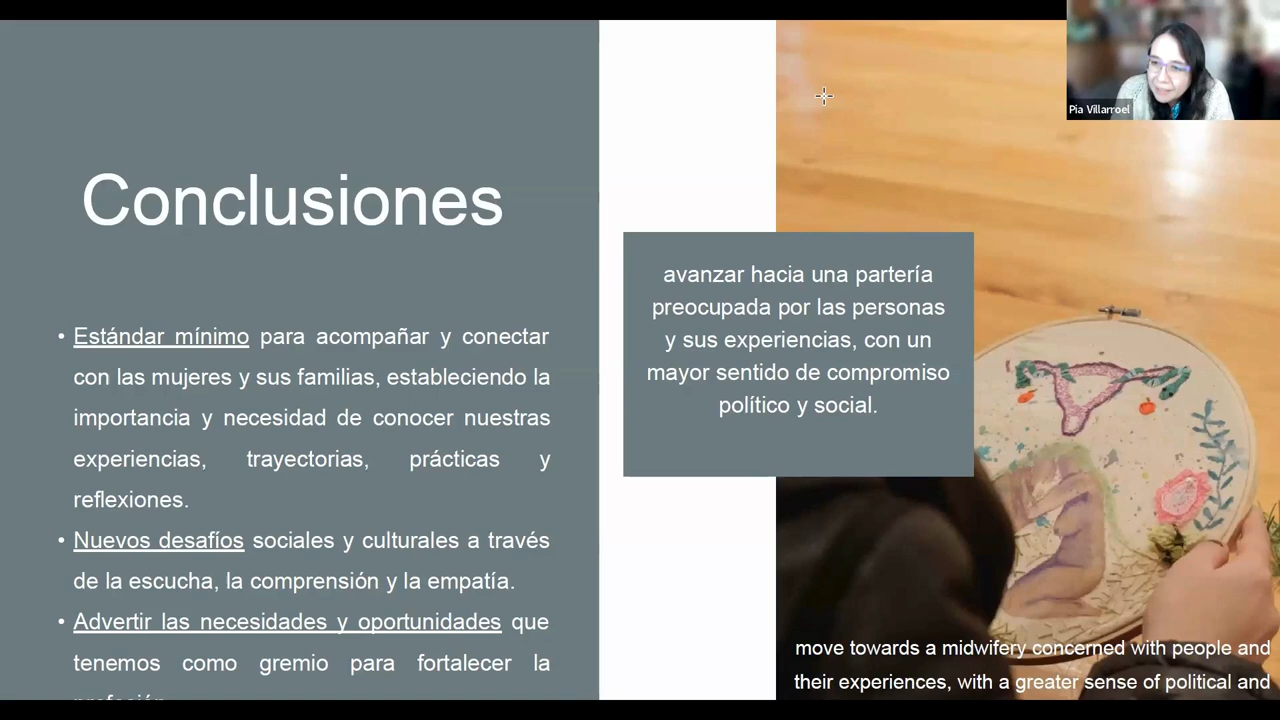 Conclusiones
• Estándar mínimo para acompañar y conectar
con las mujeres y sus familias, estableciendo la
importancia y necesidad de conocer nuestras
experiencias, trayectorias, prácticas y
reflexiones.
• Nuevos desafíos sociales y culturales a través
de la escucha, la comprensión y la empatía.
• Advertir las necesidades y oportunidades que
tenemos como gremio para fortalecer la
profesión
avanzar hacia una partería
preocupada por las personas
y sus experiencias, con un
mayor sentido de compromiso
político y social.
Pia Villarroel
move towards a midwifery concerned with people and
their experiences, with a greater sense of political and